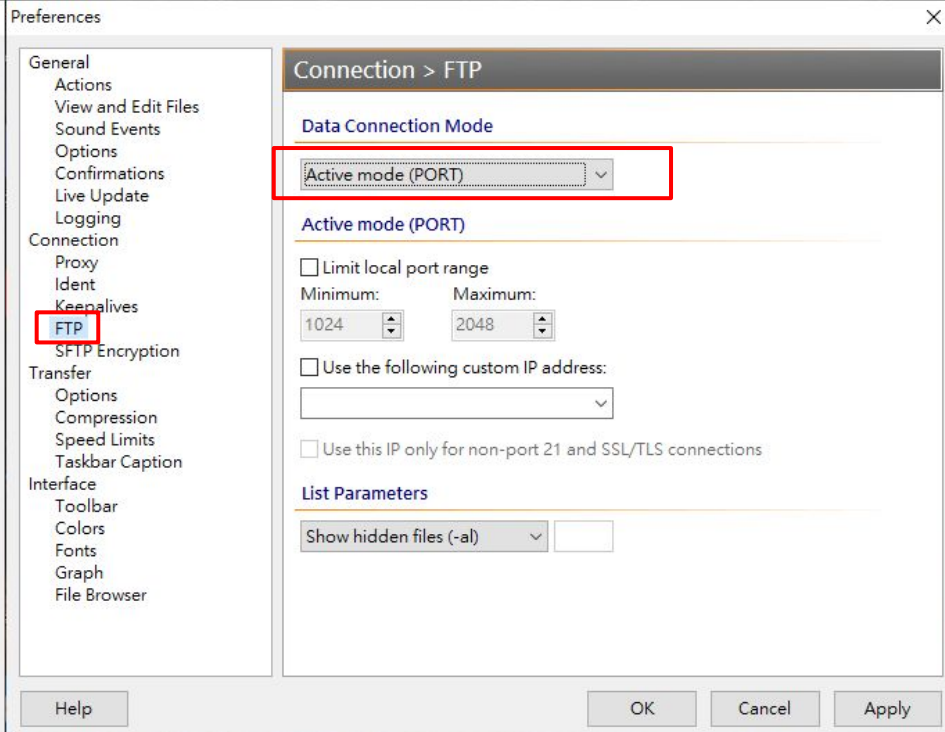 Preferences
General
Actions
View and Edit Files
Sound Events
Options
Confirmations
Live Update
Logging
Connection
Proxy
Ident
Keepalives
FTP
SFTP Encryption
Transfer
Options
Compression
Speed Limits
Taskbar Caption
Interface
Toolbar
Colors
Fonts
Graph
File Browser
Connection > FTP
Data Connection Mode
Active mode (PORT)
Active mode (PORT)
Limit local port range
Minimum: Maximum:
1024 2048
Use the following custom IP address:
Use this IP only for non-port 21 and SSL/TLS connections
List Parameters
Show hidden files (-al)
Help OK Cancel Apply